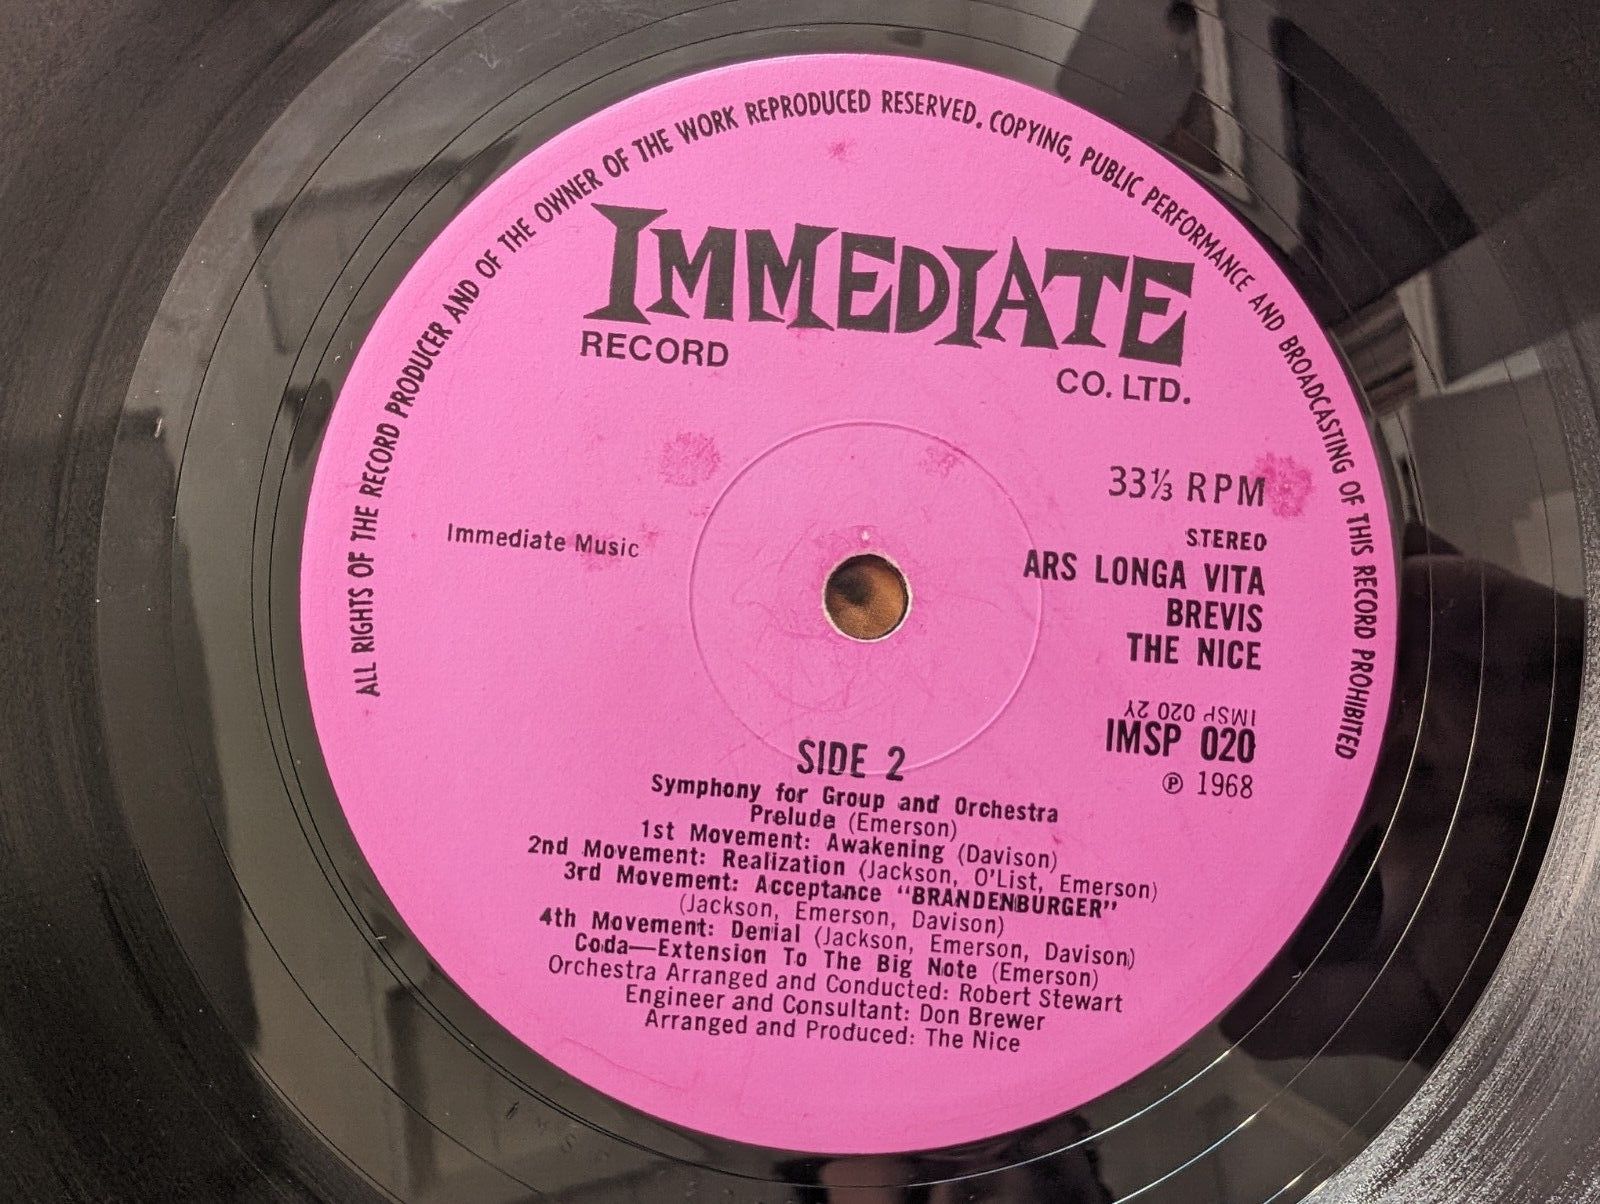 ALL RIGHTS OF THE RECORD PRODUCER AND OF THE OWNER OF THE WORK REPRODUCED RESERVED. COPYING, PUBLIC PERFORMANCE AND BROADCASTING OF THIS RECORD PROHIBITED
IMMEDIATE
RECORD CO. LTD.
33⅓ RPM
Immediate Music
STEREO
ARS LONGA VITA
BREVIS
THE NICE
IMSP 020 2Y
IMSP 020
℗ 1968
SIDE 2
Symphony for Group and Orchestra
Prelude (Emerson)
1st Movement: Awakening (Davison)
2nd Movement: Realization (Jackson, O'List, Emerson)
3rd Movement: Acceptance "BRANDENBURGER"
(Jackson, Emerson, Davison)
4th Movement: Denial (Jackson, Emerson, Davison)
Coda—Extension To The Big Note (Emerson)
Orchestra Arranged and Conducted: Robert Stewart
Engineer and Consultant: Don Brewer
Arranged and Produced: The Nice